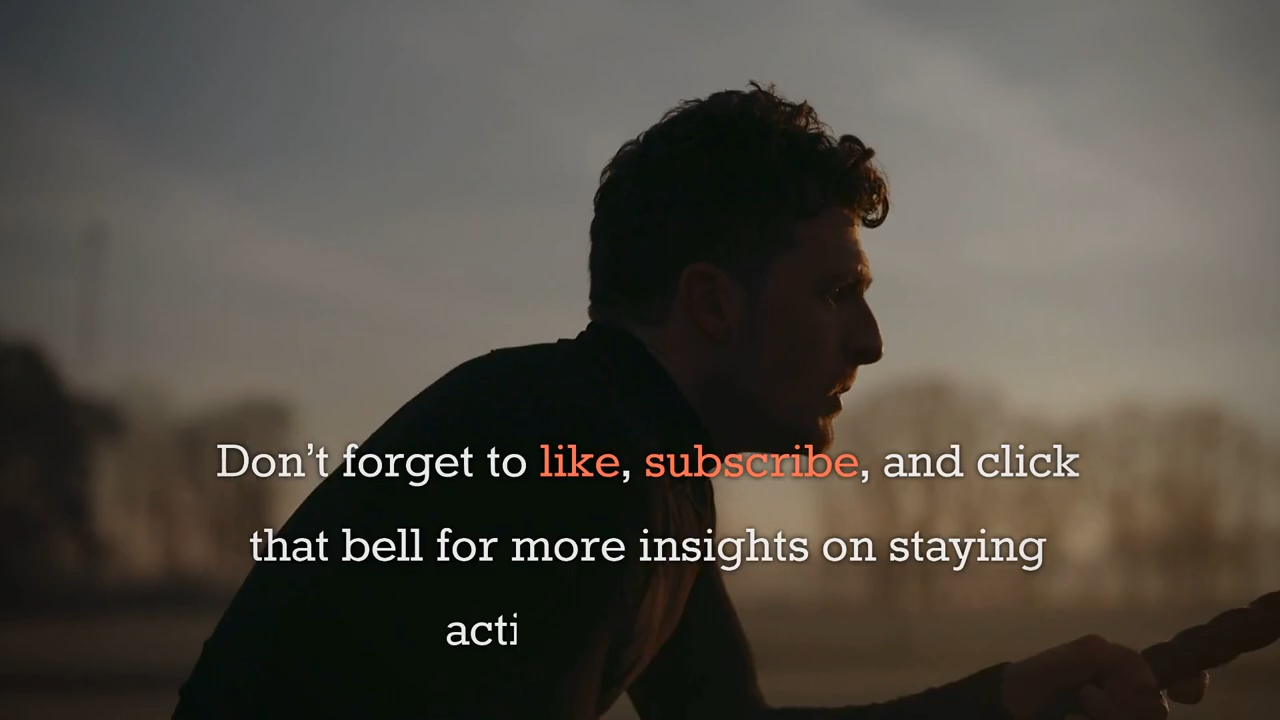 Don't forget to like, subscribe, and click
that bell for more insights on staying
acti